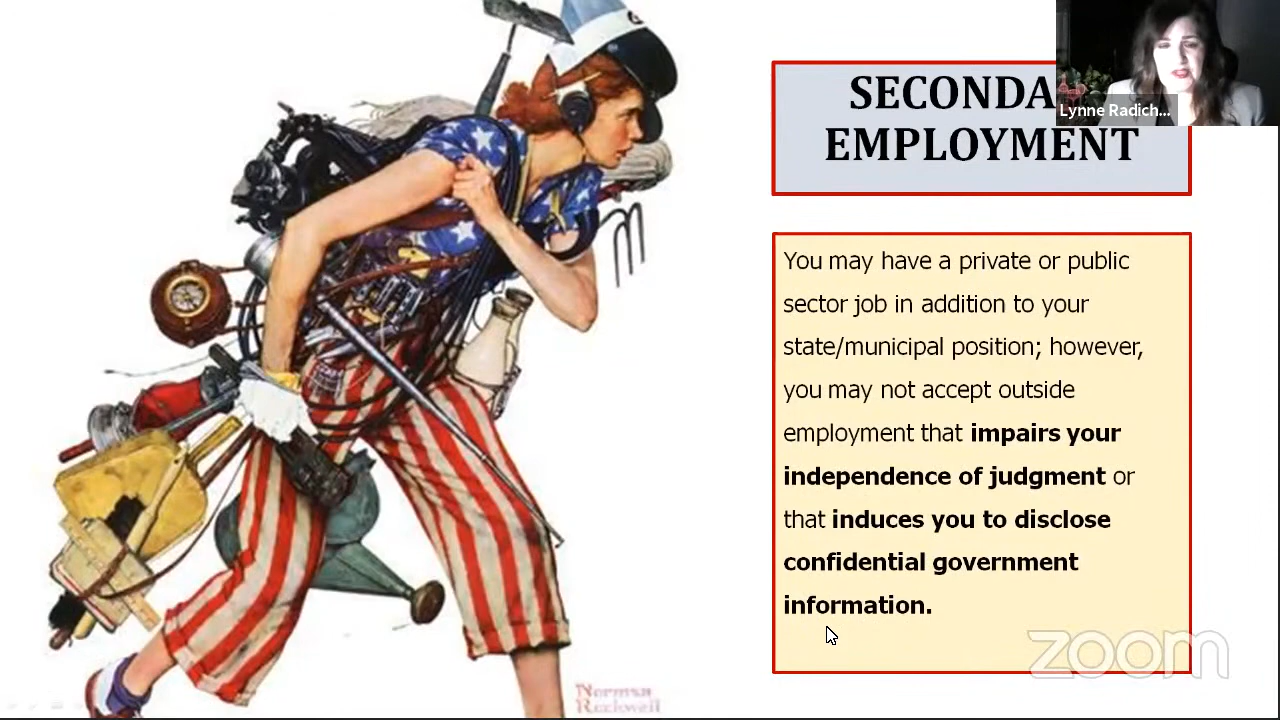 SECONDA
EMPLOYMENT
Lynne Radich...
You may have a private or public
sector job in addition to your
state/municipal position; however,
you may not accept outside
employment that impairs your
independence of judgment or
that induces you to disclose
confidential government
information.
zoom
Norman
Rockwell